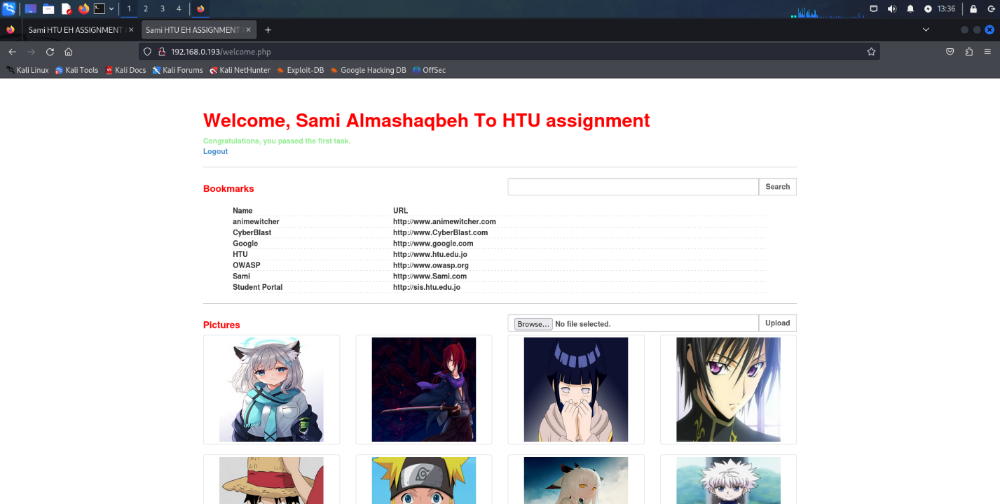 1 2 3 4 13:36
Sami HTU EH ASSIGNMENT Sami HTU EH ASSIGNMENT
192.168.0.193/welcome.php
Kali Linux Kali Tools Kali Docs Kali Forums Kali NetHunter Exploit-DB Google Hacking DB OffSec
Welcome, Sami Almashaqbeh To HTU assignment
Congratulations, you passed the first task.
Logout
Bookmarks Search
Name URL
animewitcher http://www.animewitcher.com
CyberBlast http://www.CyberBlast.com
Google http://www.google.com
HTU http://www.htu.edu.jo
OWASP http://www.owasp.org
Sami http://www.Sami.com
Student Portal http://sis.htu.edu.jo
Pictures Browse... No file selected. Upload